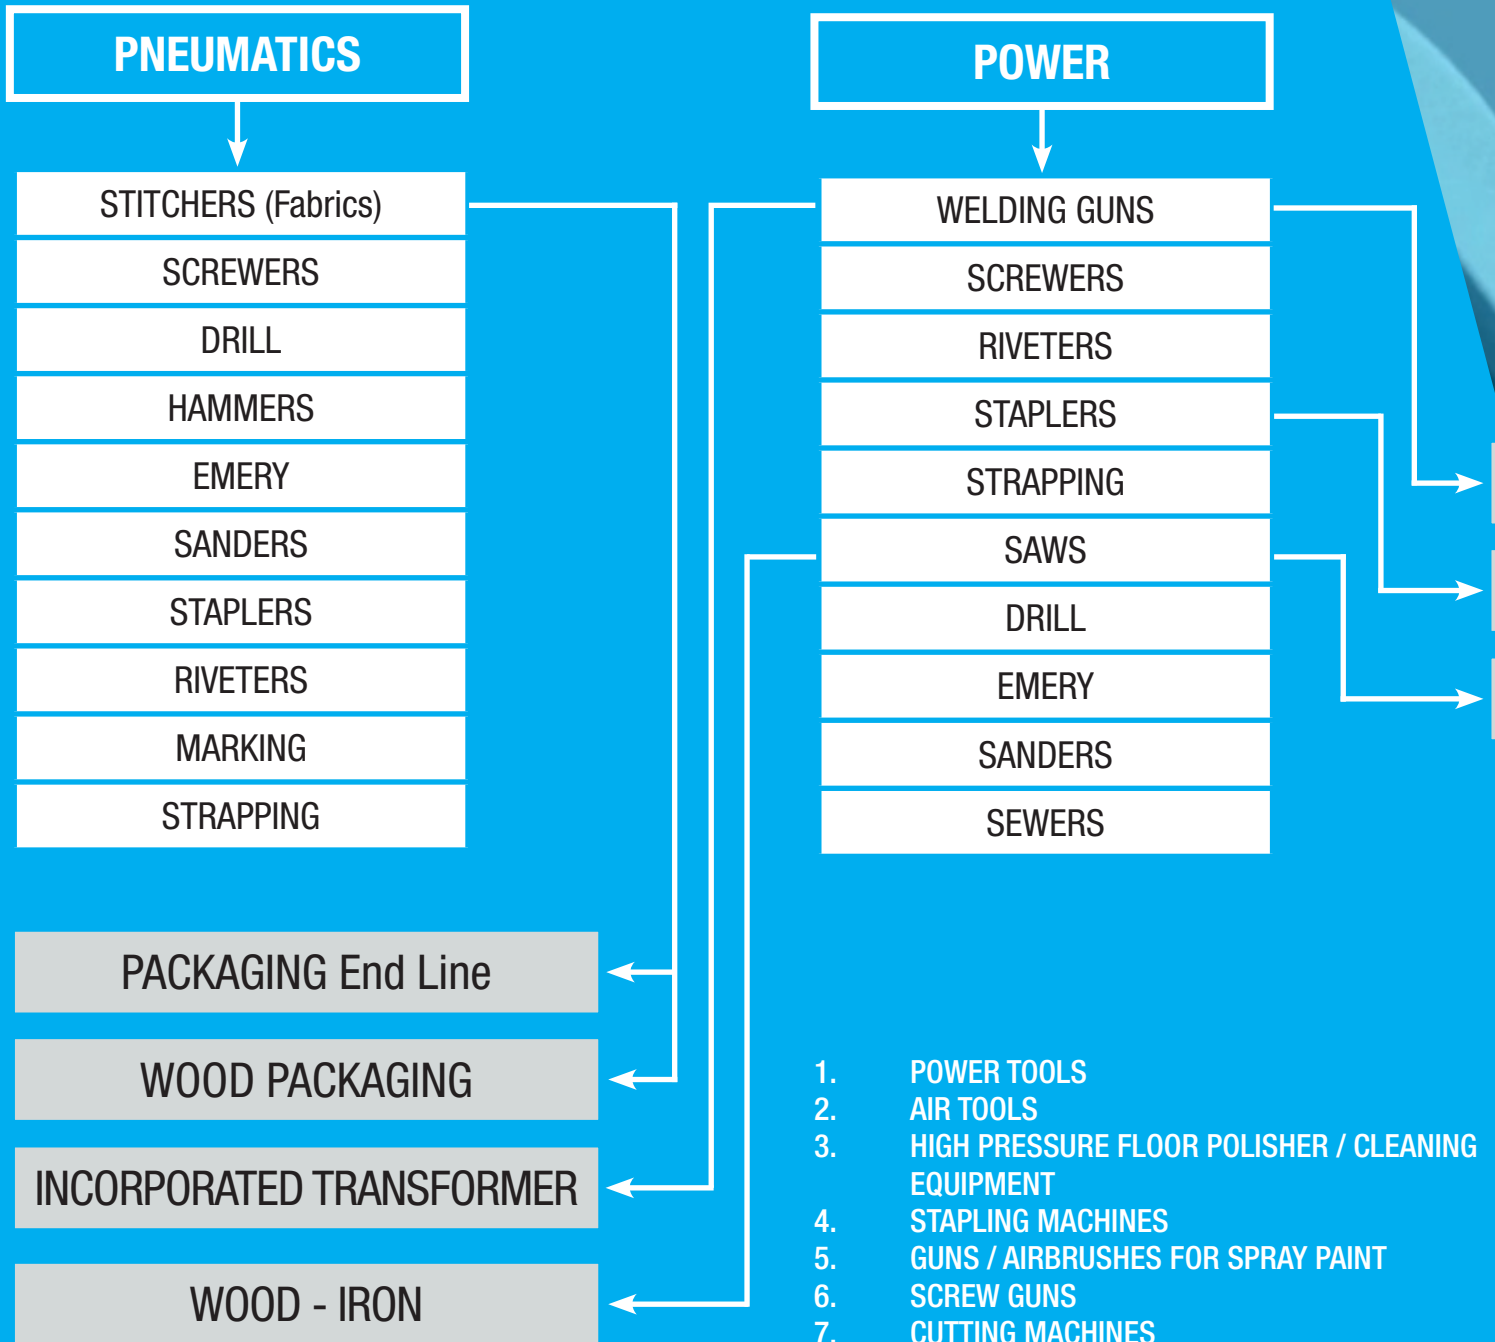 PNEUMATICS
STITCHERS (Fabrics)
SCREWERS
DRILL
HAMMERS
EMERY
SANDERS
STAPLERS
RIVETERS
MARKING
STRAPPING
POWER
WELDING GUNS
SCREWERS
RIVETERS
STAPLERS
STRAPPING
SAWS
DRILL
EMERY
SANDERS
SEWERS
PACKAGING End Line
WOOD PACKAGING
INCORPORATED TRANSFORMER
WOOD - IRON
1. POWER TOOLS
2. AIR TOOLS
3. HIGH PRESSURE FLOOR POLISHER / CLEANING
EQUIPMENT
4. STAPLING MACHINES
5. GUNS / AIRBRUSHES FOR SPRAY PAINT
6. SCREW GUNS
7. CUTTING MACHINES